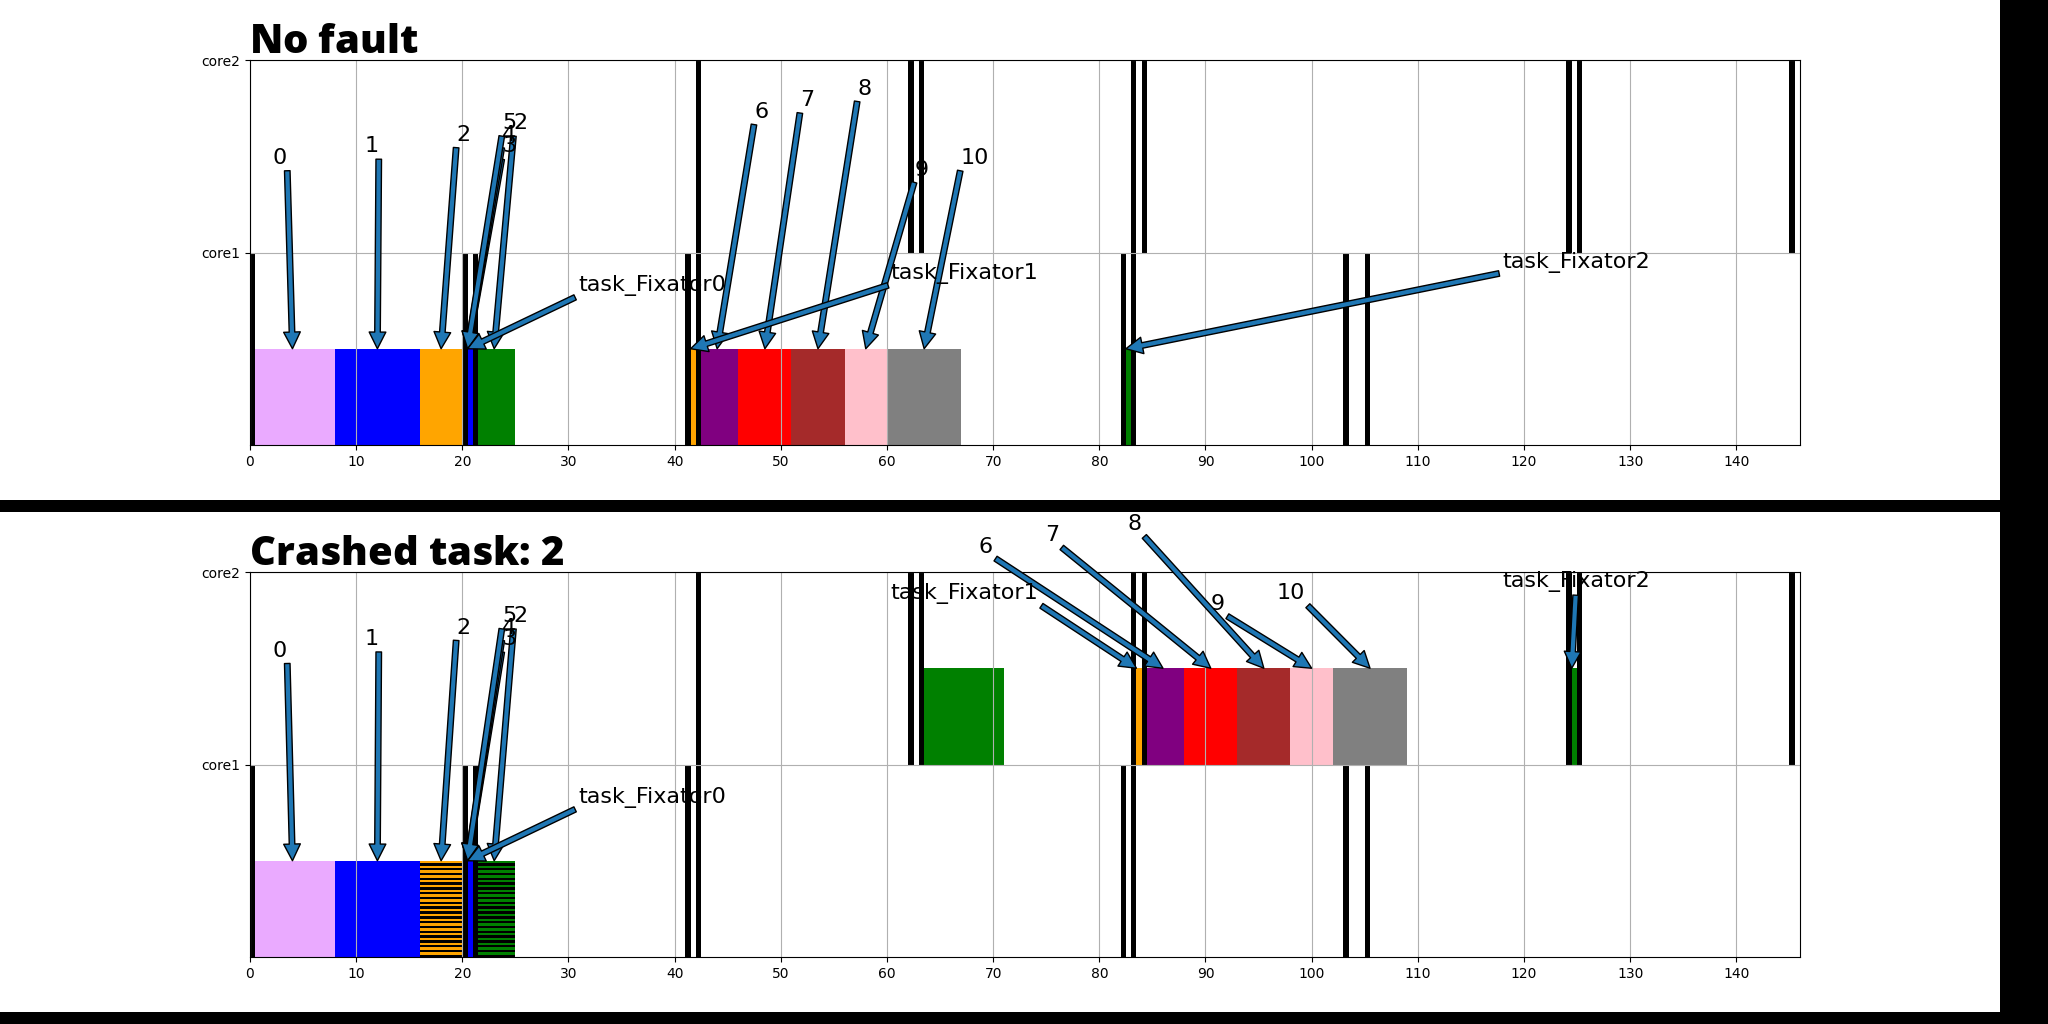 No fault
core2
8
7
6
52
4
3
2
1
0
9
10
core1
task_Fixator0
task_Fixator1
task_Fixator2
0 10 20 30 40 50 60 70 80 90 100 110 120 130 140
Crashed task: 2
8
7
6
core2
task_Fixator1
9
10
task_Fixator2
52
4
3
2
1
0
core1
task_Fixator0
0 10 20 30 40 50 60 70 80 90 100 110 120 130 140